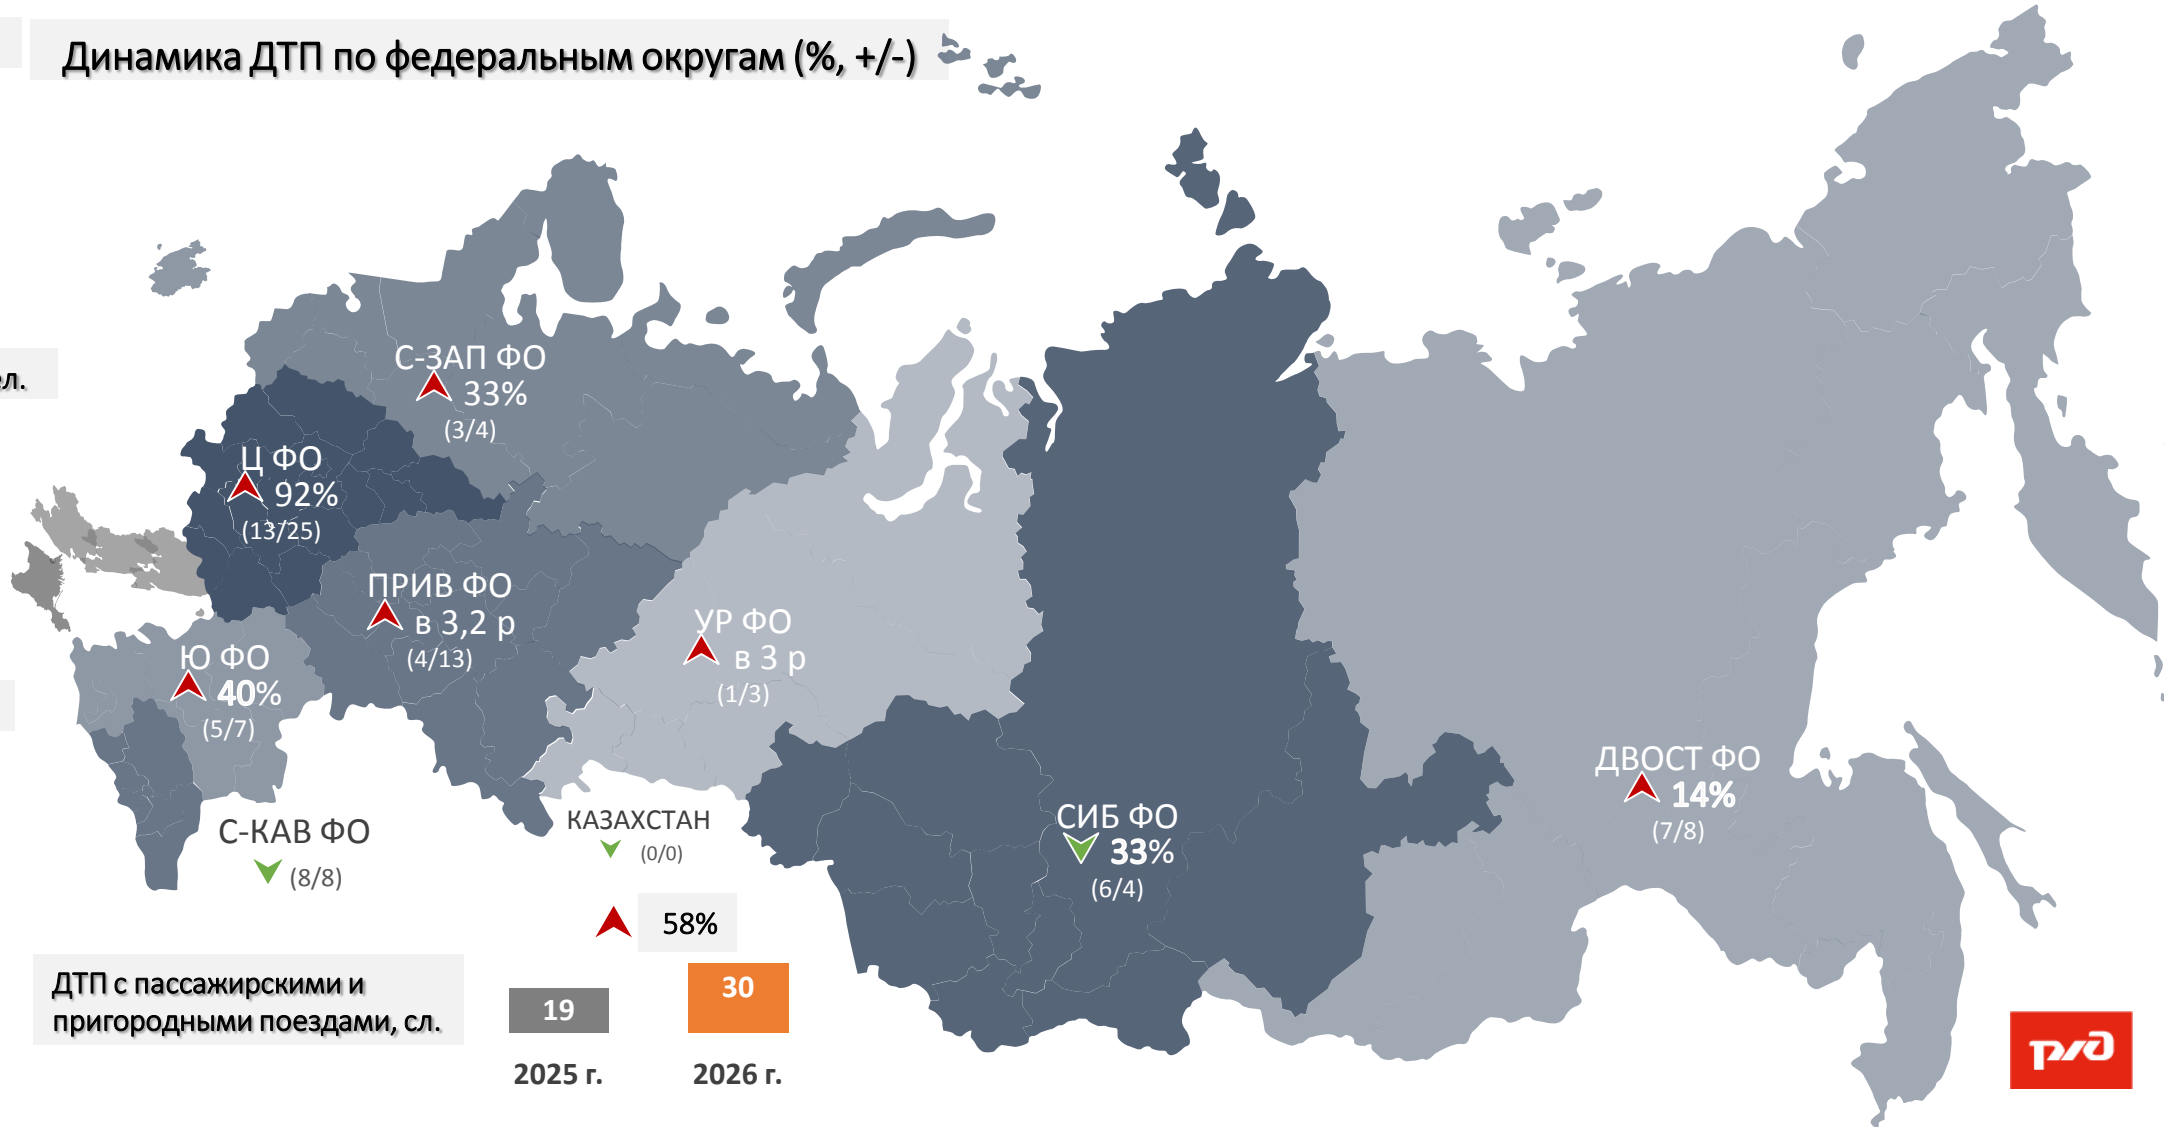 Динамика ДТП по федеральным округам (%, +/-)
С-ЗАП ФО
33%
(3/4)
Ц ФО
92%
(13/25)
ПРИВ ФО
в 3,2 р
(4/13)
УР ФО
в 3 р
(1/3)
Ю ФО
40%
(5/7)
ДВОСТ ФО
14%
(7/8)
С-КАВ ФО
(8/8)
КАЗАХСТАН
(0/0)
СИБ ФО
33%
(6/4)
58%
ДТП с пассажирскими и
пригородными поездами, сл.
19
30
2025 г.
2026 г.
ржд